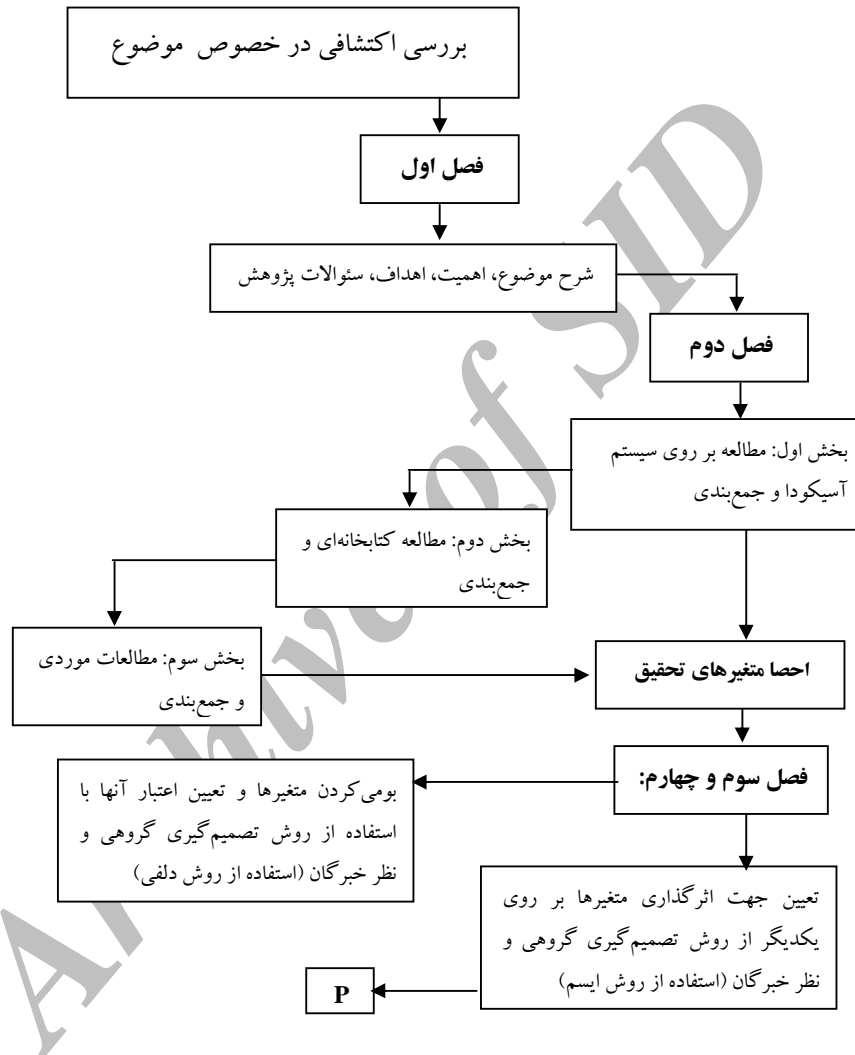 بررسی اکتشافی در خصوص موضوع
فصل اول
شرح موضوع، اهمیت، اهداف، سئوالات پژوهش
فصل دوم
بخش اول: مطالعه بر روی سیستم
آسیکودا و جمع‌بندی
بخش دوم: مطالعه کتابخانه‌ای و
جمع‌بندی
بخش سوم: مطالعات موردی
و جمع‌بندی
احصا متغیرهای تحقیق
فصل سوم و چهارم:
بومی‌کردن متغیرها و تعیین اعتبار آنها با
استفاده از روش تصمیم‌گیری گروهی و
نظر خبرگان (استفاده از روش دلفی)
تعیین جهت اثرگذاری متغیرها بر روی
یکدیگر از روش تصمیم‌گیری گروهی و
نظر خبرگان (استفاده از روش ایسم)
P
Archive of SID